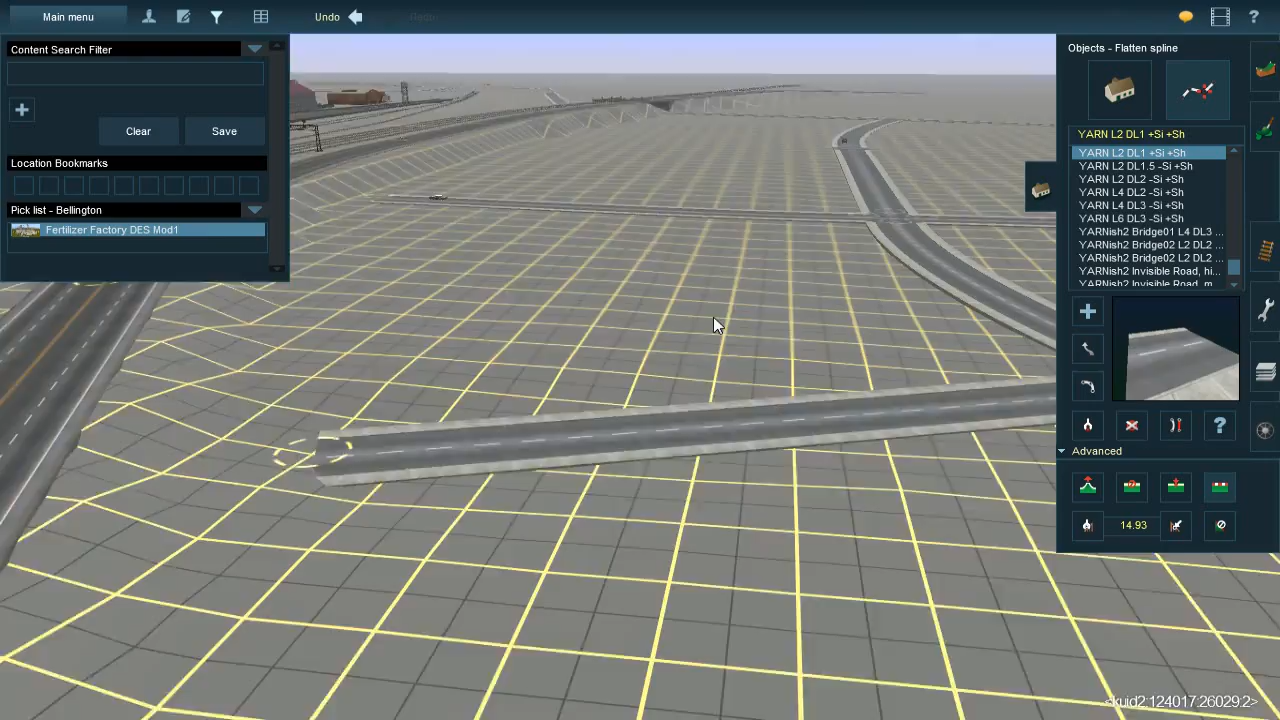 Main menu
Undo
Redo
Content Search Filter
Clear
Save
Location Bookmarks
Pick list - Bellington
Fertilizer Factory DES Mod1
Objects - Flatten spline
YARN L2 DL1 +Si +Sh
YARN L2 DL1 +Si +Sh
YARN L2 DL1.5 -Si +Sh
YARN L2 DL2 -Si +Sh
YARN L4 DL2 -Si +Sh
YARN L4 DL3 -Si +Sh
YARN L6 DL3 -Si +Sh
YARNish2 Bridge01 L4 DL3 ...
YARNish2 Bridge02 L2 DL2 ...
YARNish2 Bridge02 L2 DL2 ...
YARNish2 Invisible Road, hi...
YARNish2 Invisible Road, m...
Advanced
14.93
<kuid2:124017:26029:2>